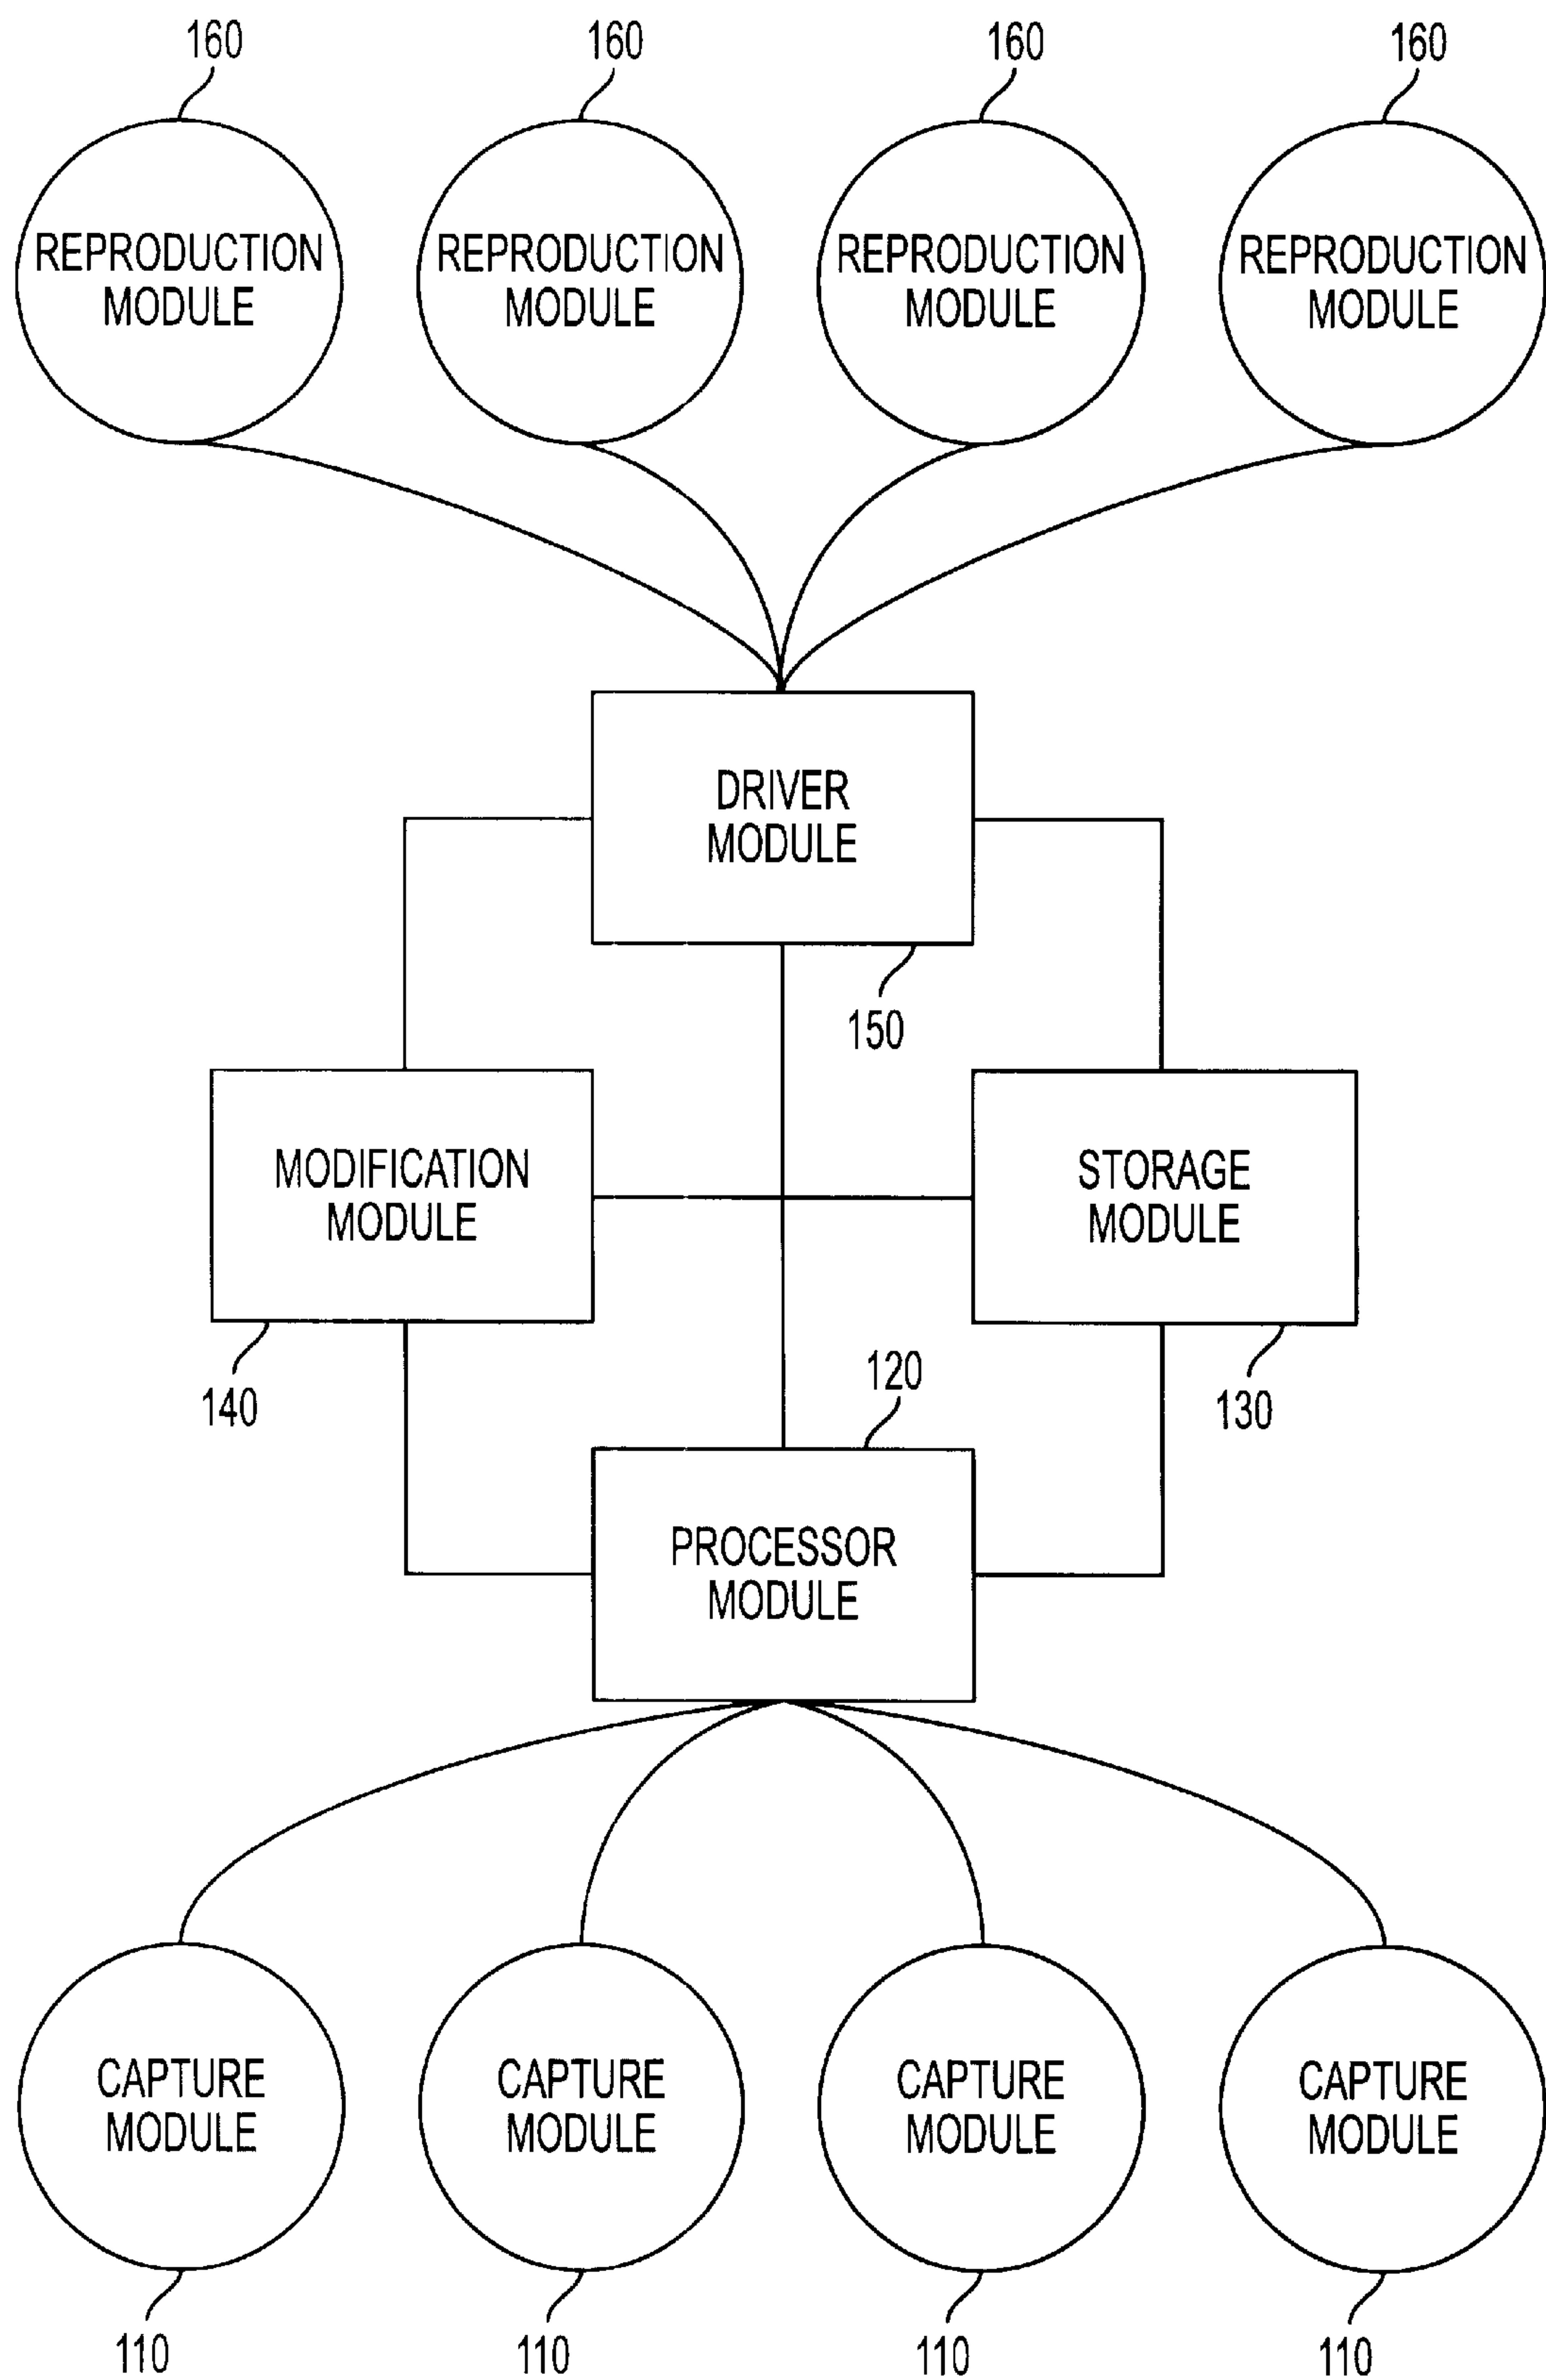 160 160 160 160
REPRODUCTION REPRODUCTION REPRODUCTION REPRODUCTION
MODULE MODULE MODULE MODULE
DRIVER
MODULE
150
MODIFICATION
MODULE
STORAGE
MODULE
140
120
130
PROCESSOR
MODULE
CAPTURE CAPTURE CAPTURE CAPTURE
MODULE MODULE MODULE MODULE
110 110 110 110